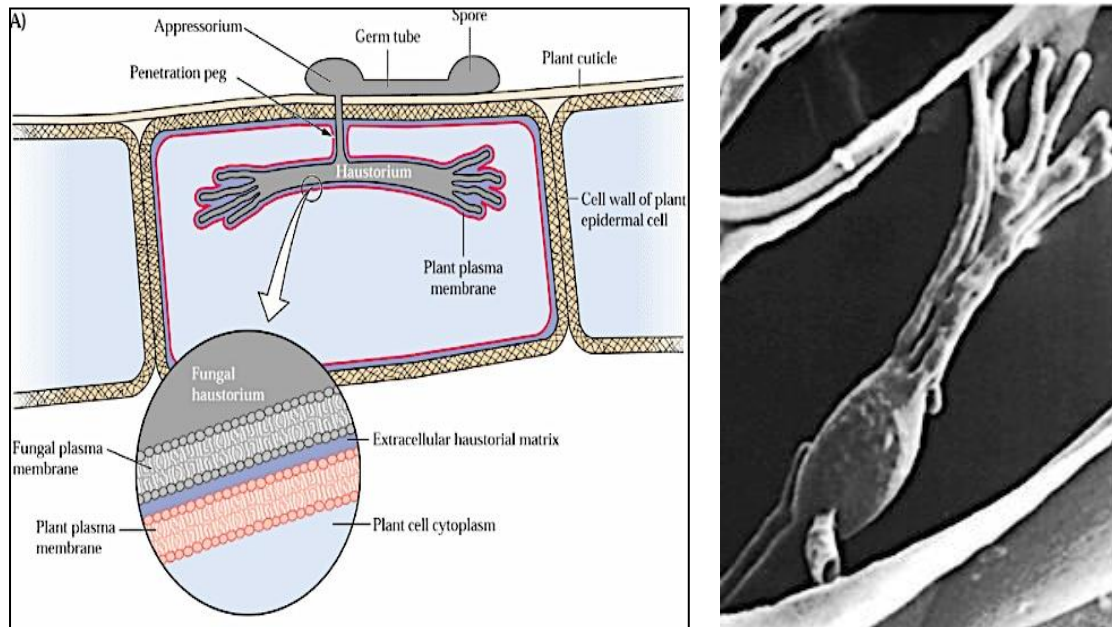 A)
Appressorium
Spore
Germ tube
Penetration peg
Plant cuticle
Haustorium
Cell wall of plant
epidermal cell
Plant plasma
membrane
Fungal
haustorium
Fungal plasma
membrane
Extracellular haustorial matrix
Plant plasma
membrane
Plant cell cytoplasm